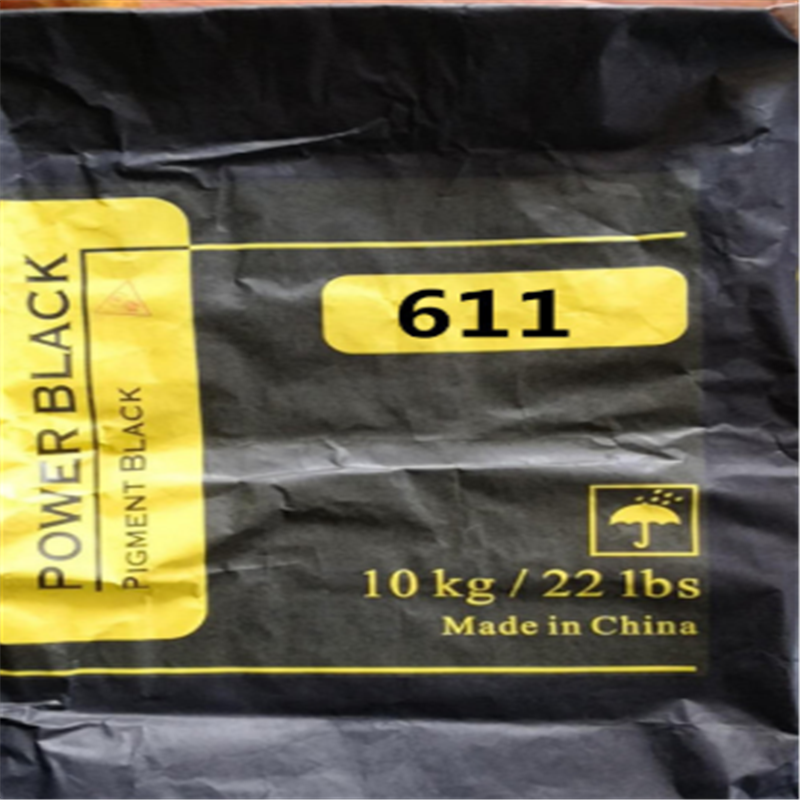 POWER BLACK
PIGMENT BLACK
611
10 kg / 22 lbs
Made in China